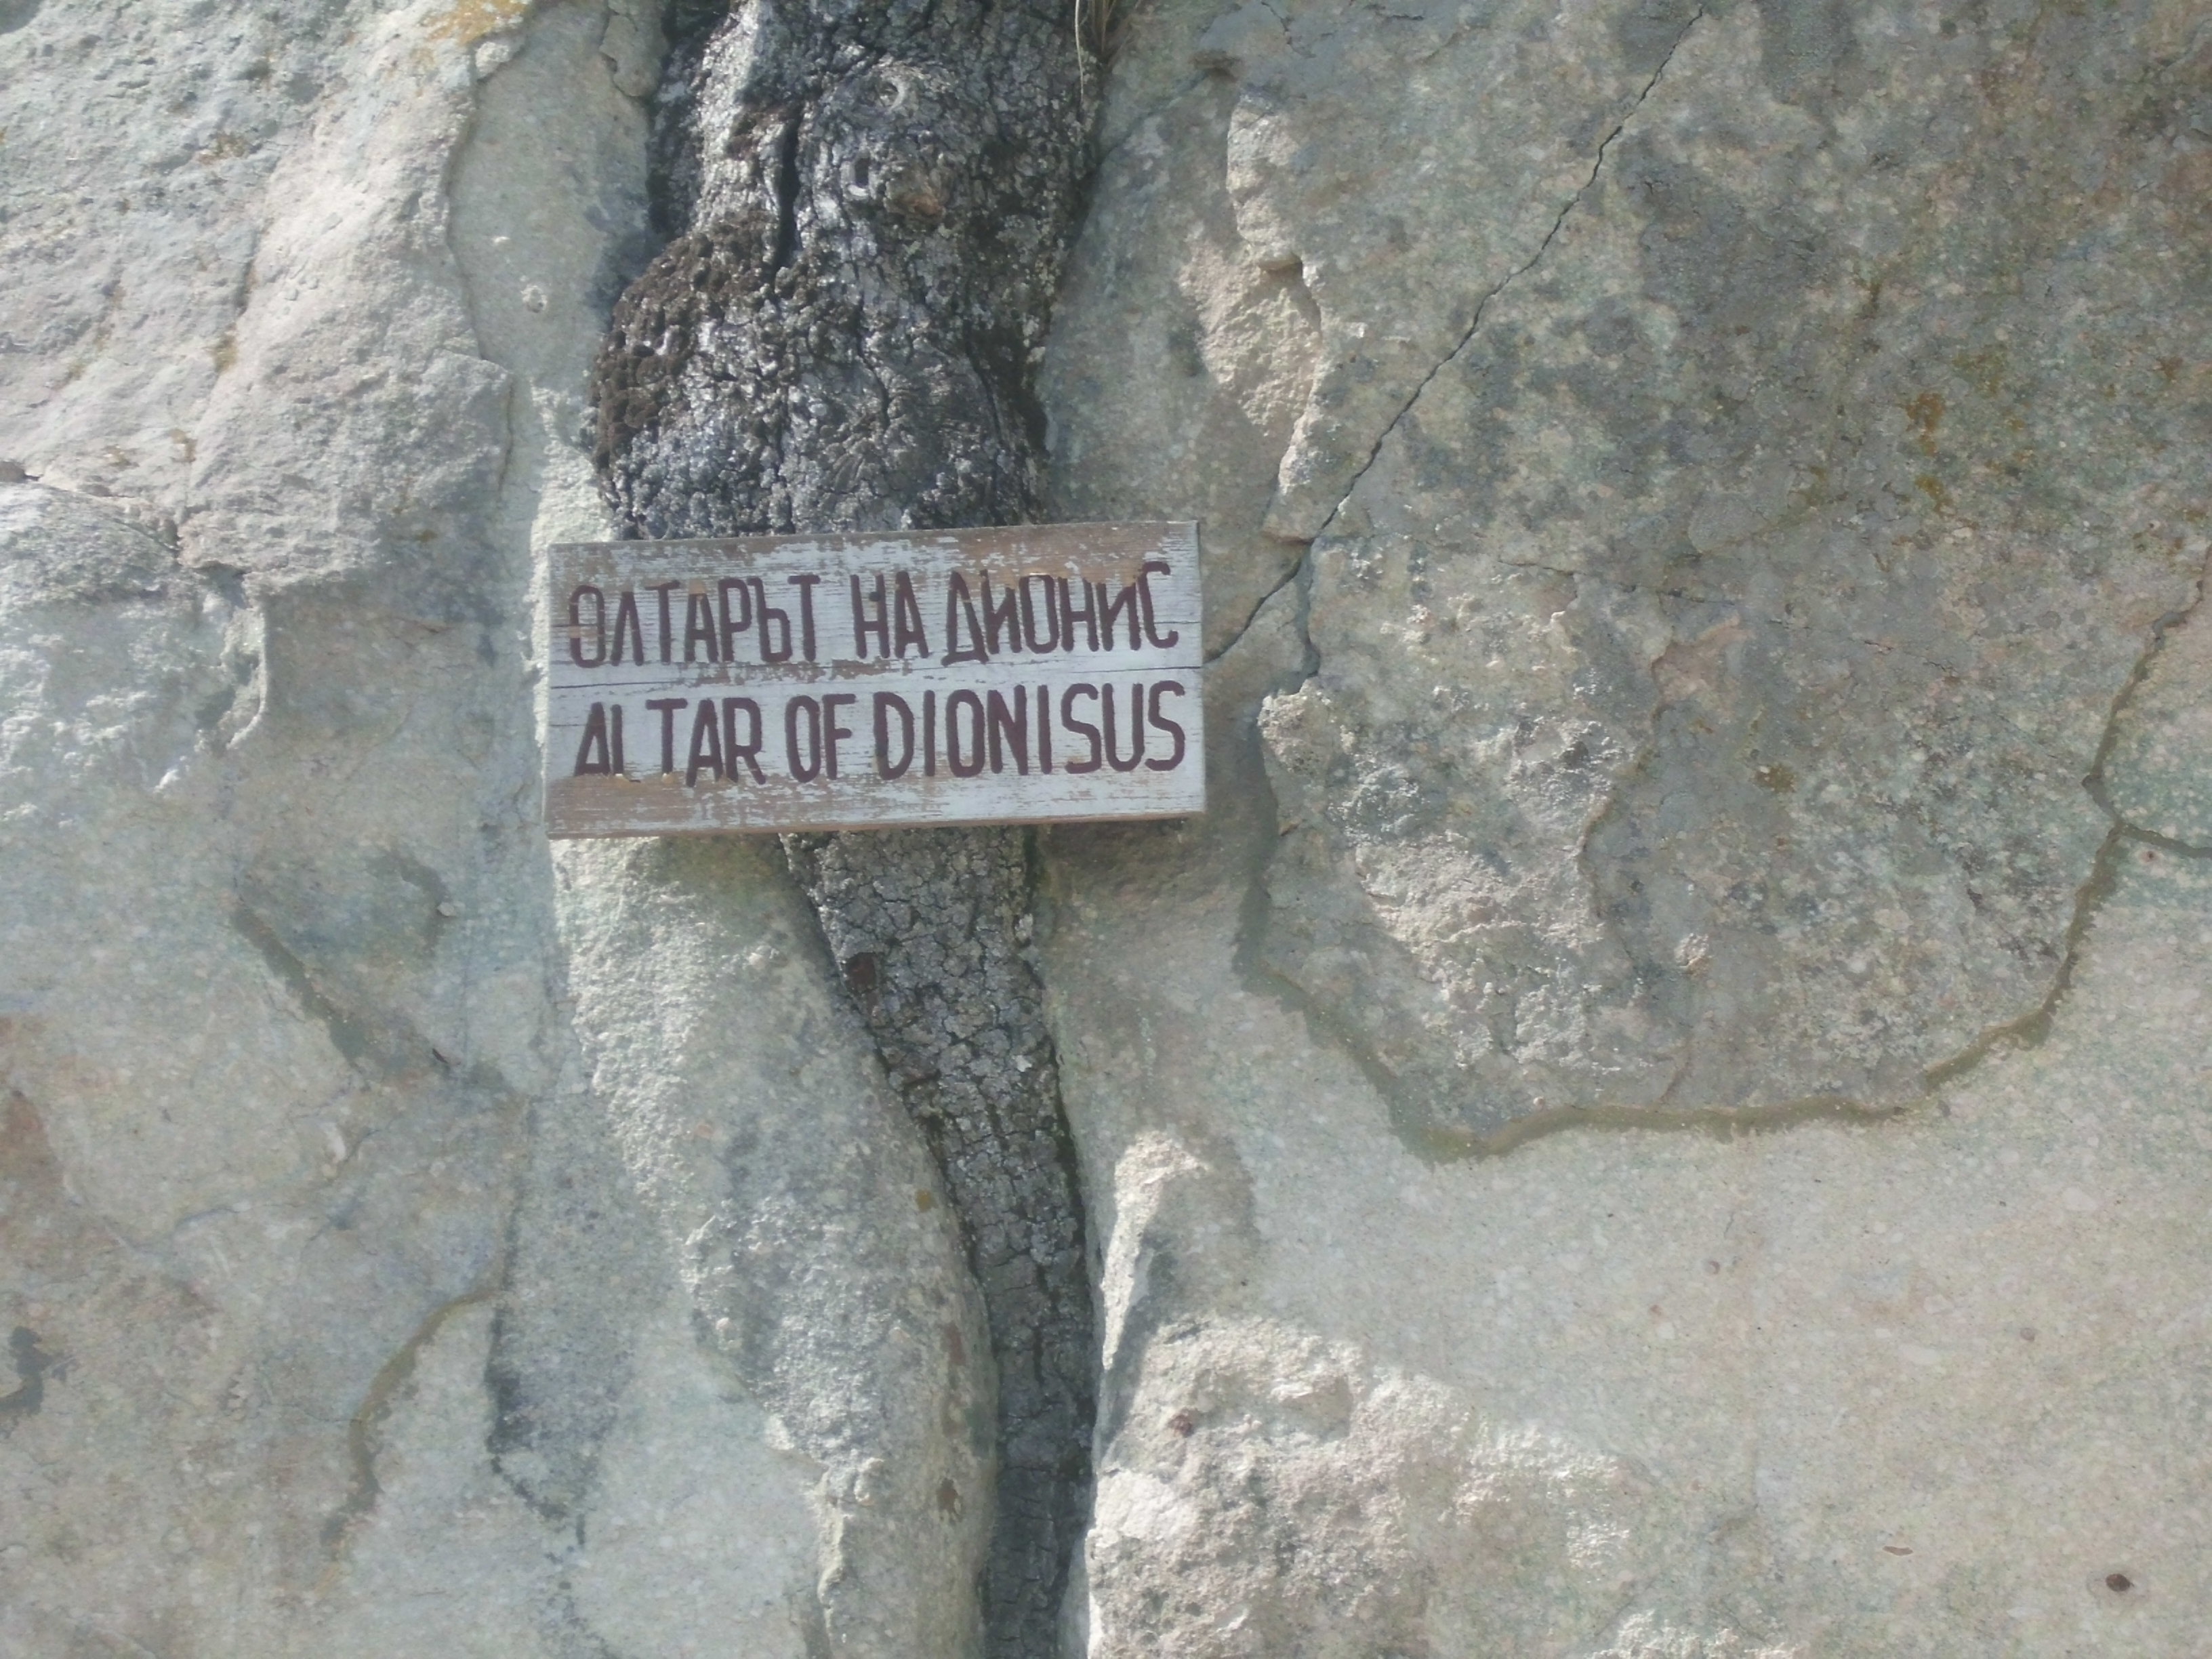 ОЛТАРЪТ НА ДИОНИС
ALTAR OF DIONISUS